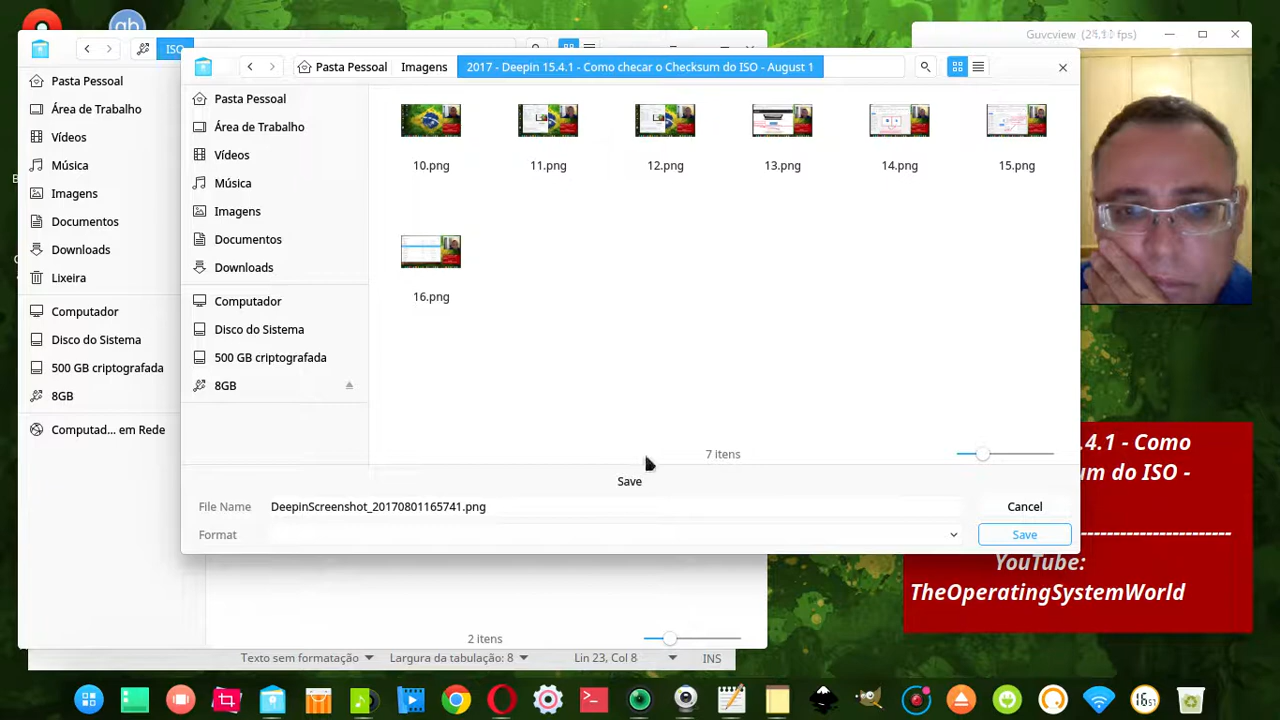 ab
Guvcview (24.10 fps)
ISO
Pasta Pessoal
Imagens
2017 - Deepin 15.4.1 - Como checar o Checksum do ISO - August 1
Pasta Pessoal
Área de Trabalho
Vídeos
Música
Imagens
Documentos
Downloads
Lixeira
Computador
Disco do Sistema
500 GB criptografada
8GB
Computad... em Rede
Pasta Pessoal
Área de Trabalho
Vídeos
Música
Imagens
Documentos
Downloads
Computador
Disco do Sistema
500 GB criptografada
8GB
10.png
11.png
12.png
13.png
14.png
15.png
16.png
7 itens
Save
File Name
DeepinScreenshot_20170801165741.png
Cancel
Format
Save
.4.1 - Como
um do ISO -
YouTube:
TheOperatingSystemWorld
2 itens
Texto sem formatação
Largura da tabulação: 8
Lin 23, Col 8
INS